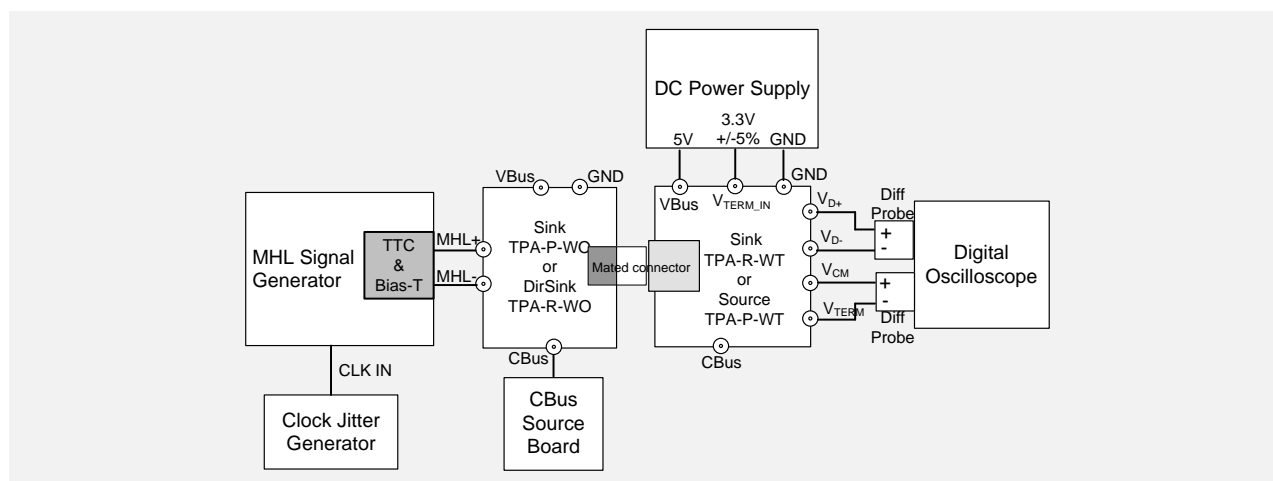 DC Power Supply
3.3V
5V +/-5% GND
VBus GND
VBus VTERM_IN GND
MHL Signal
Generator
TTC
&
Bias-T
MHL+
MHL-
Sink
TPA-P-WO
or
DirSink
TPA-R-WO
Mated connector
Sink
TPA-R-WT
or
Source
TPA-P-WT
VD+
VD-
VCM
VTERM
Diff
Probe
+
-
+
-
Diff
Probe
Digital
Oscilloscope
CBus
CBus
CLK IN
Clock Jitter
Generator
CBus
Source
Board